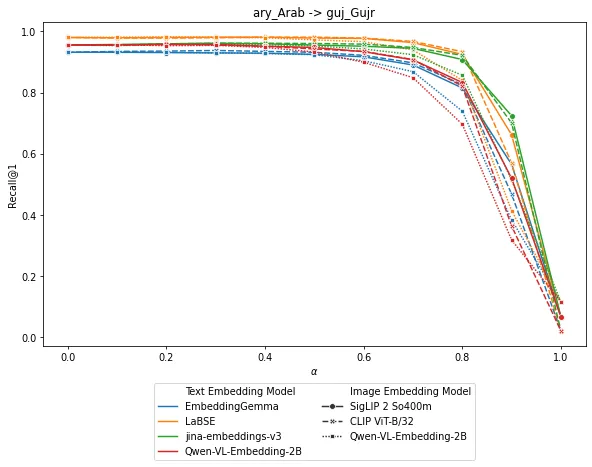 ary_Arab -> guj_Gujr
Recall@1
1.0
0.8
0.6
0.4
0.2
0.0
0.0 0.2 0.4 0.6 0.8 1.0
α
Text Embedding Model
EmbeddingGemma
LaBSE
jina-embeddings-v3
Qwen-VL-Embedding-2B
Image Embedding Model
SigLIP 2 So400m
CLIP ViT-B/32
Qwen-VL-Embedding-2B